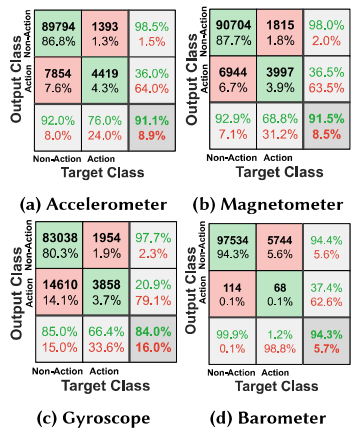 Output Class
Non-Action
Action
89794 1393 98.5%
86.8% 1.3% 1.5%
7854 4419 36.0%
7.6% 4.3% 64.0%
92.0% 76.0% 91.1%
8.0% 24.0% 8.9%
Non-Action Action
Target Class
(a) Accelerometer
Output Class
Non-Action
Action
90704 1815 98.0%
87.7% 1.8% 2.0%
6944 3997 36.5%
6.7% 3.9% 63.5%
92.9% 68.8% 91.5%
7.1% 31.2% 8.5%
Non-Action Action
Target Class
(b) Magnetometer
Output Class
Non-Action
Action
83038 1954 97.7%
80.3% 1.9% 2.3%
14610 3858 20.9%
14.1% 3.7% 79.1%
85.0% 66.4% 84.0%
15.0% 33.6% 16.0%
Non-Action Action
Target Class
(c) Gyroscope
Output Class
Non-Action
Action
97534 5744 94.4%
94.3% 5.6% 5.6%
114 68 37.4%
0.1% 0.1% 62.6%
99.9% 1.2% 94.3%
0.1% 98.8% 5.7%
Non-Action Action
Target Class
(d) Barometer